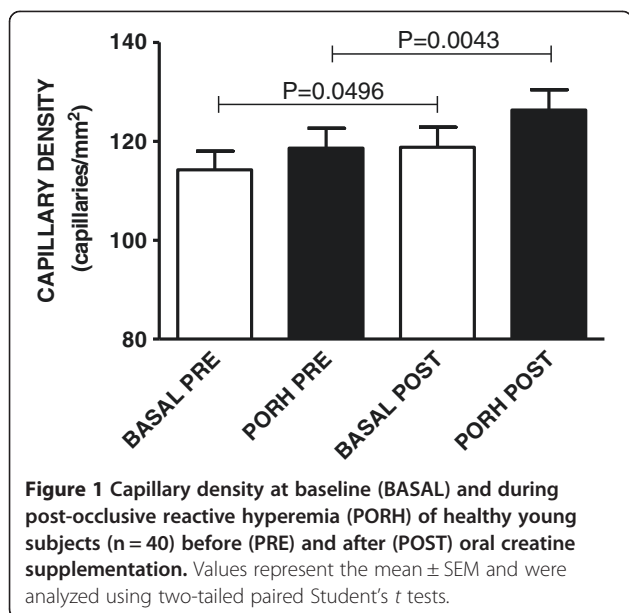 140
P=0.0043
P=0.0496
120
100
80
CAPILLARY DENSITY
(capillaries/mm²)
BASAL PRE
PORH PRE
BASAL POST
PORH POST
Figure 1 Capillary density at baseline (BASAL) and during
post-occlusive reactive hyperemia (PORH) of healthy young
subjects (n = 40) before (PRE) and after (POST) oral creatine
supplementation. Values represent the mean ± SEM and were
analyzed using two-tailed paired Student's t tests.